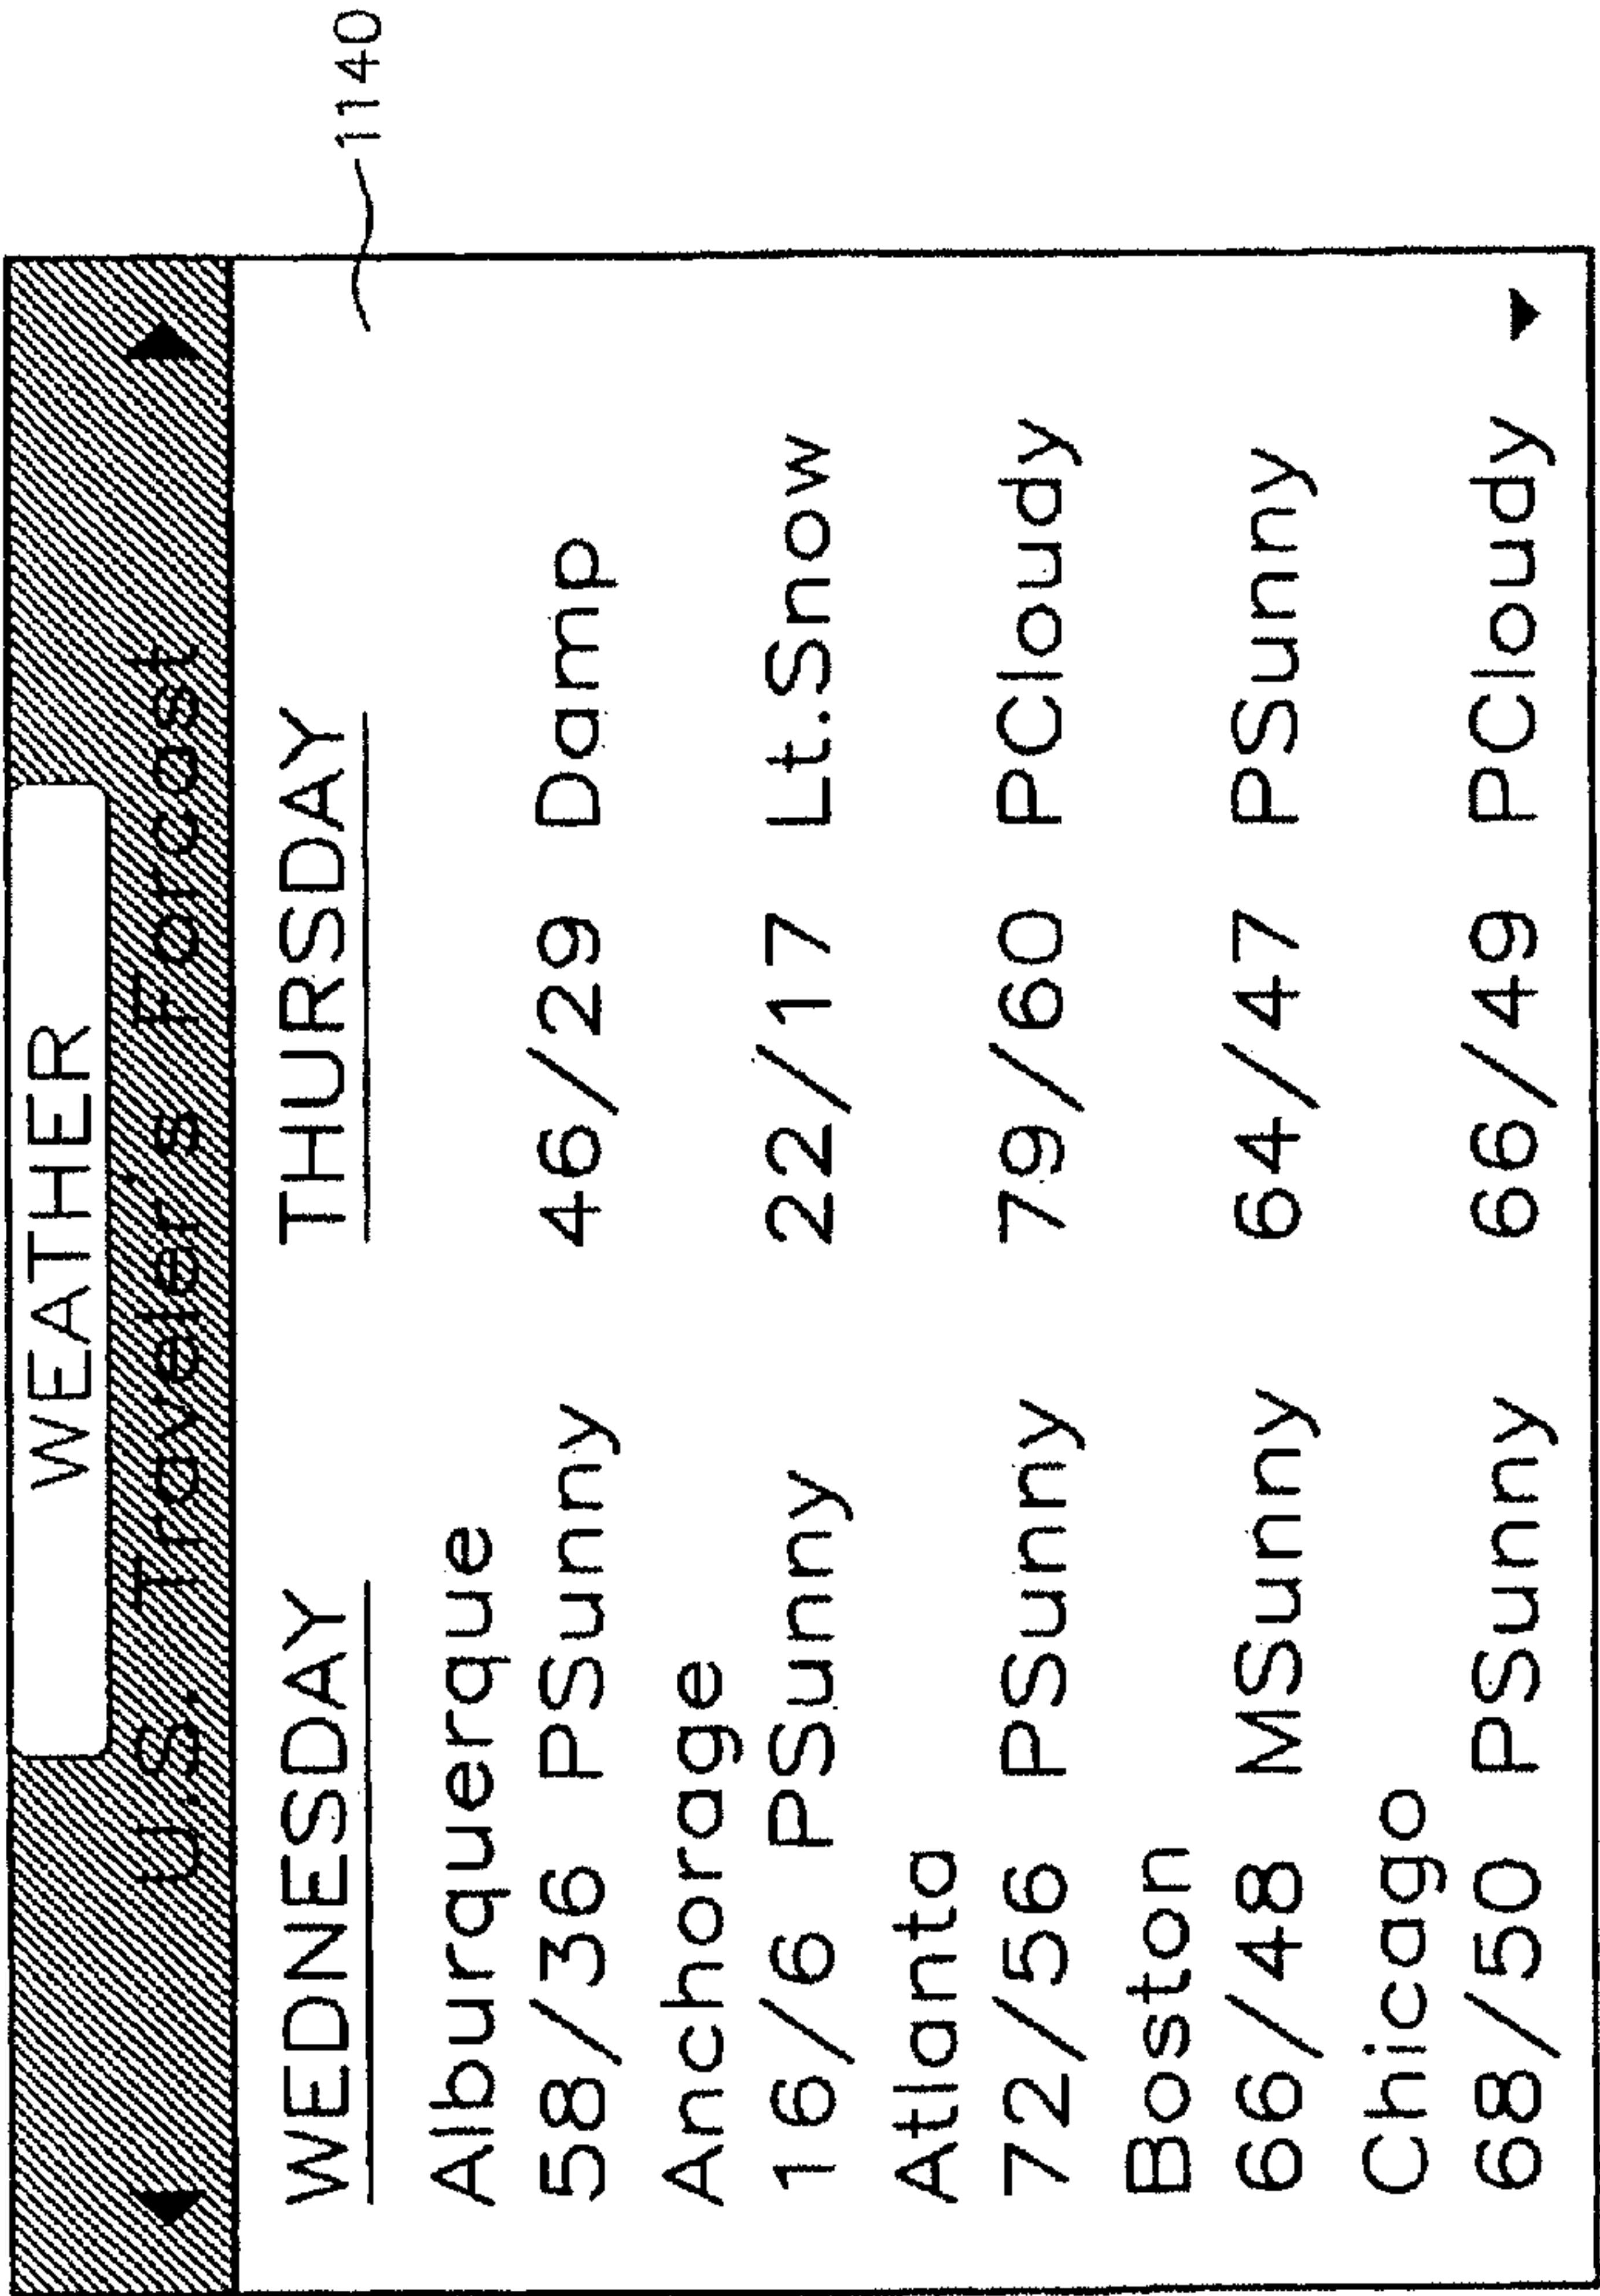 WEATHER
U.S. Traveler's Forcast
WEDNESDAY THURSDAY
Alburquerque
58/36 PSunny 46/29 Damp
Anchorage
16/6 PSunny 22/17 Lt.Snow
Atlanta
72/56 PSunny 79/60 PCloudy
Boston
66/48 MSunny 64/47 PSunny
Chicago
68/50 PSunny 66/49 PCloudy
1140